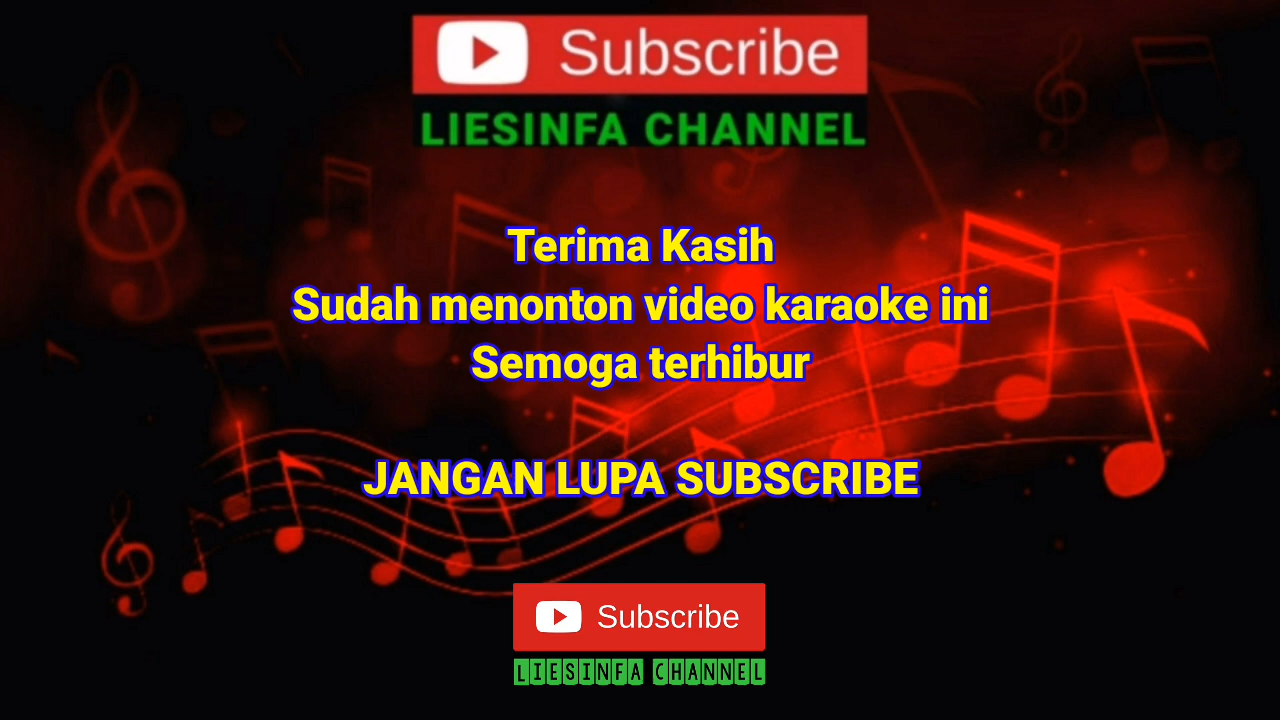 Subscribe
LIESINFA CHANNEL
Terima Kasih
Sudah menonton video karaoke ini
Semoga terhibur
JANGAN LUPA SUBSCRIBE
Subscribe
LIESINFA CHANNEL